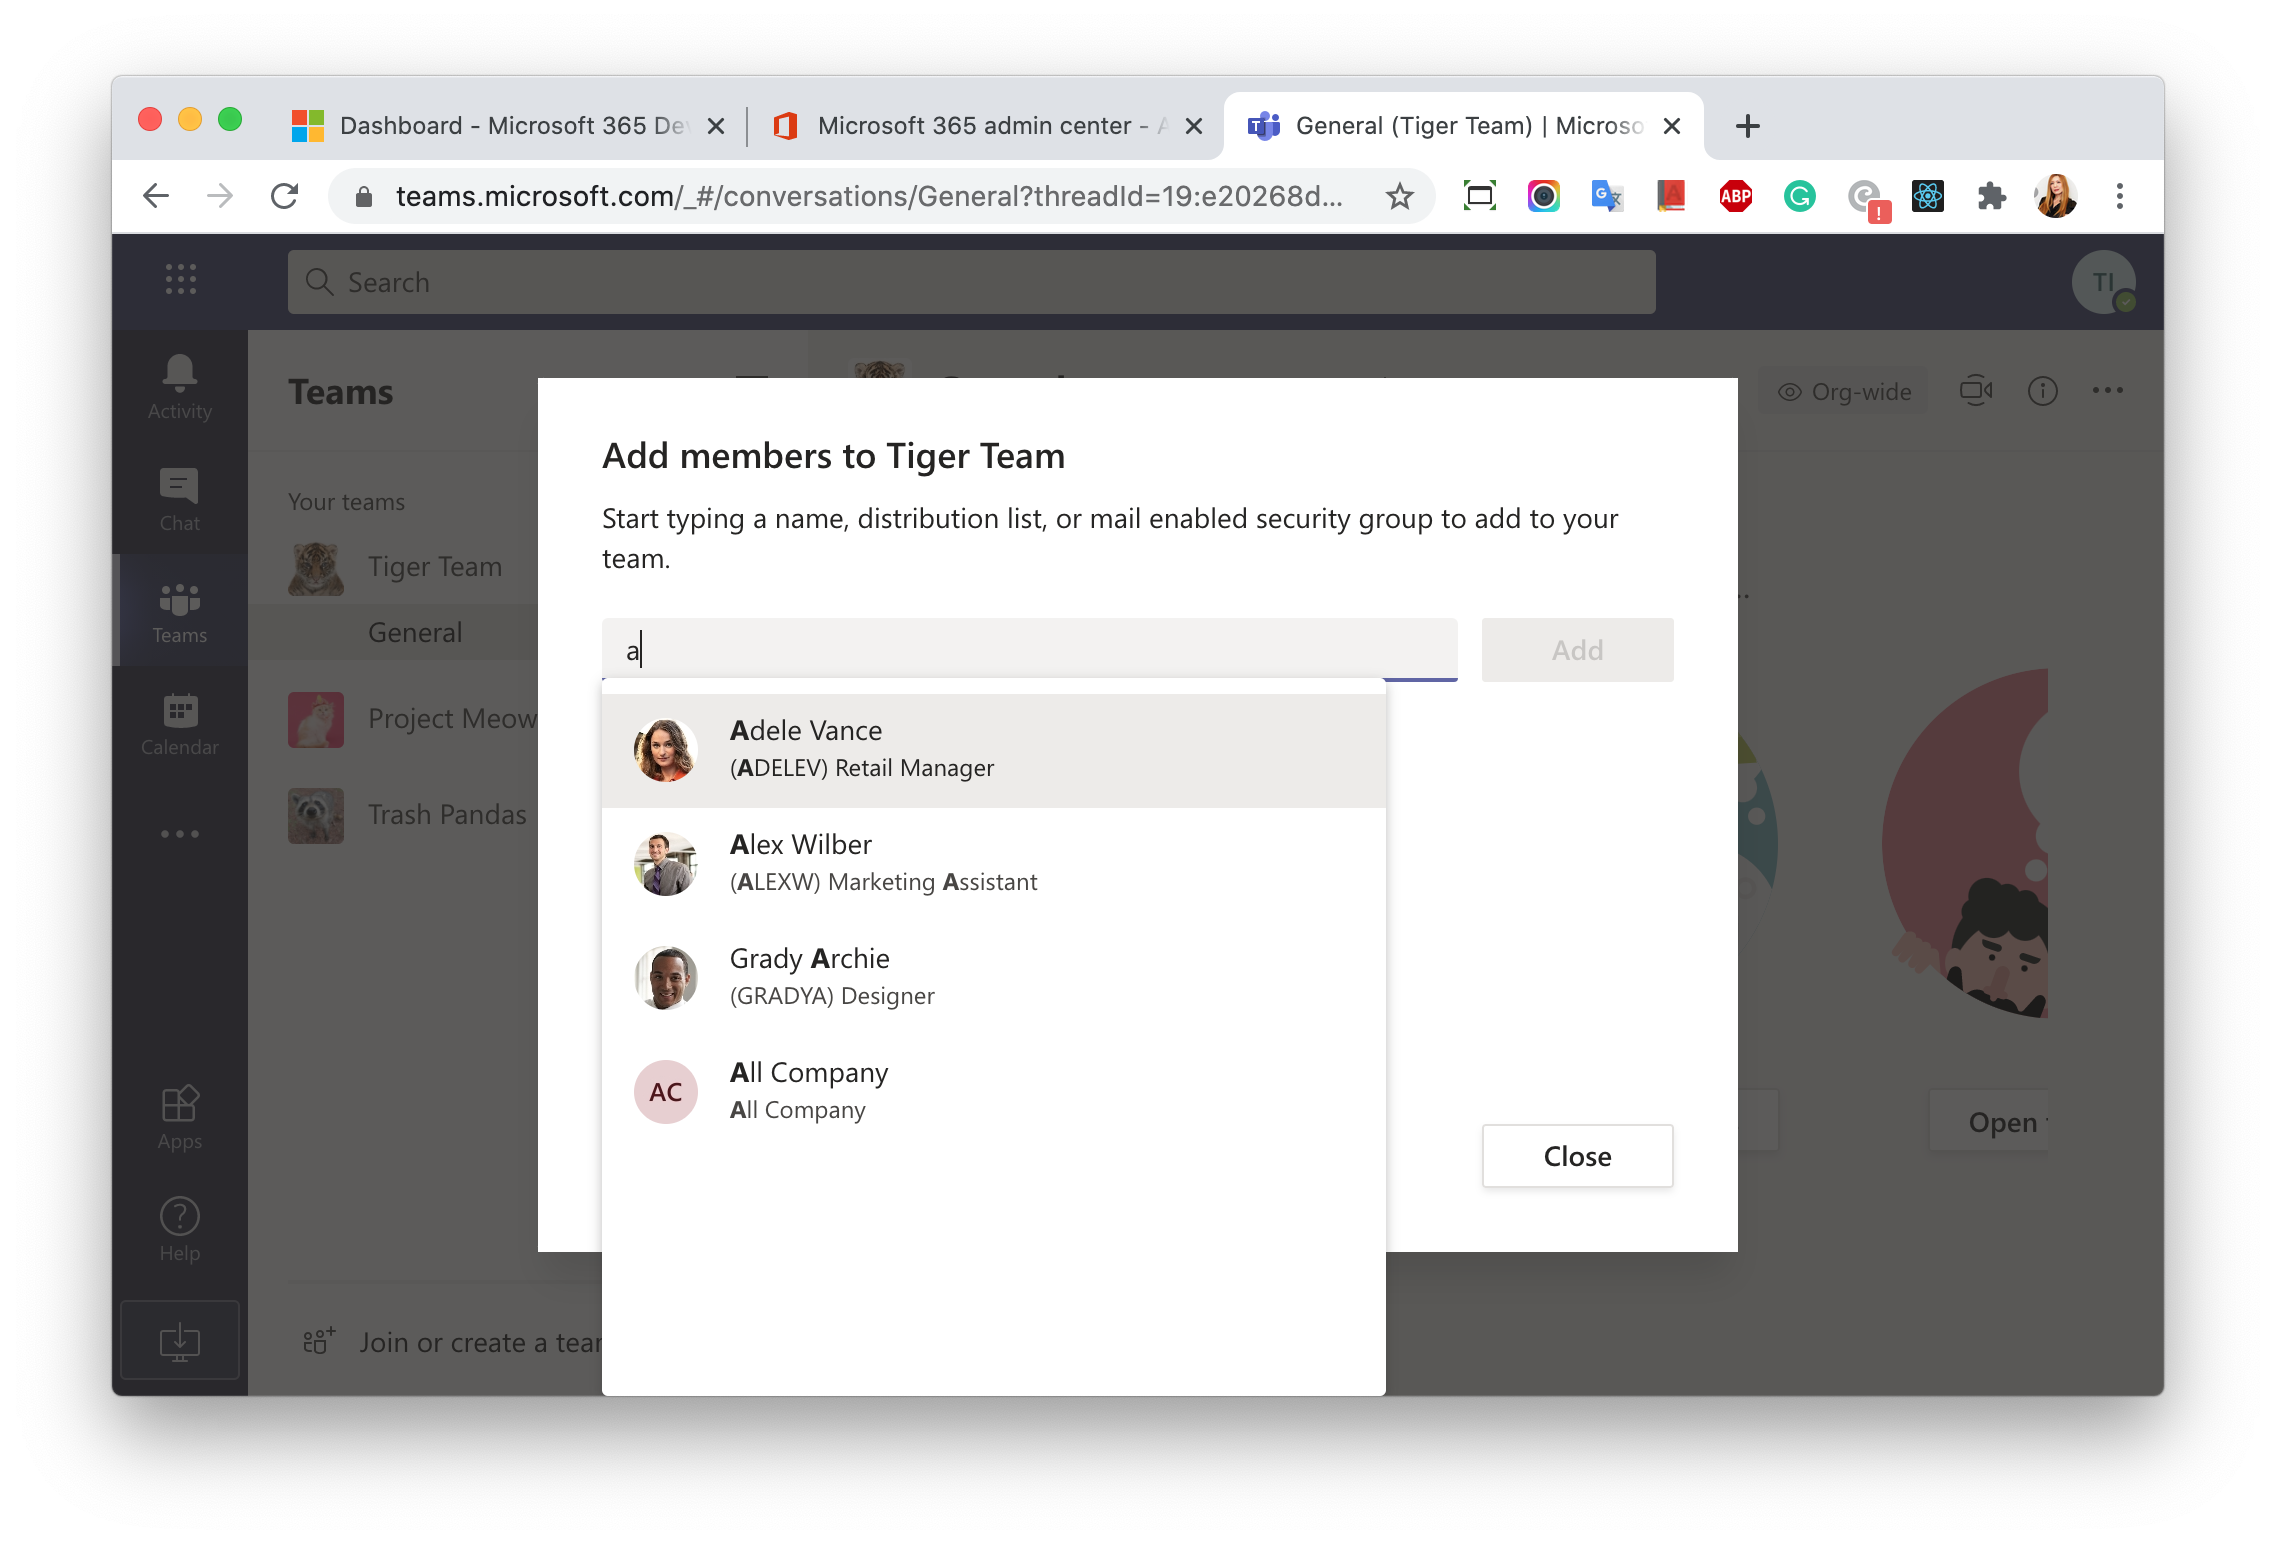 Dashboard - Microsoft 365 De
Microsoft 365 admin center -
General (Tiger Team) | Microso
teams.microsoft.com/_#/conversations/General?threadId=19:e20268d...
ABP
Search
TI
Activity
Chat
Teams
Calendar
Apps
Help
Teams
Your teams
Tiger Team
General
Project Meow
Trash Pandas
Join or create a tea
Org-wide
Add members to Tiger Team
Start typing a name, distribution list, or mail enabled security group to add to your
team.
a
Add
Adele Vance
(ADELEV) Retail Manager
Alex Wilber
(ALEXW) Marketing Assistant
Grady Archie
(GRADYA) Designer
AC
All Company
All Company
Close
Open